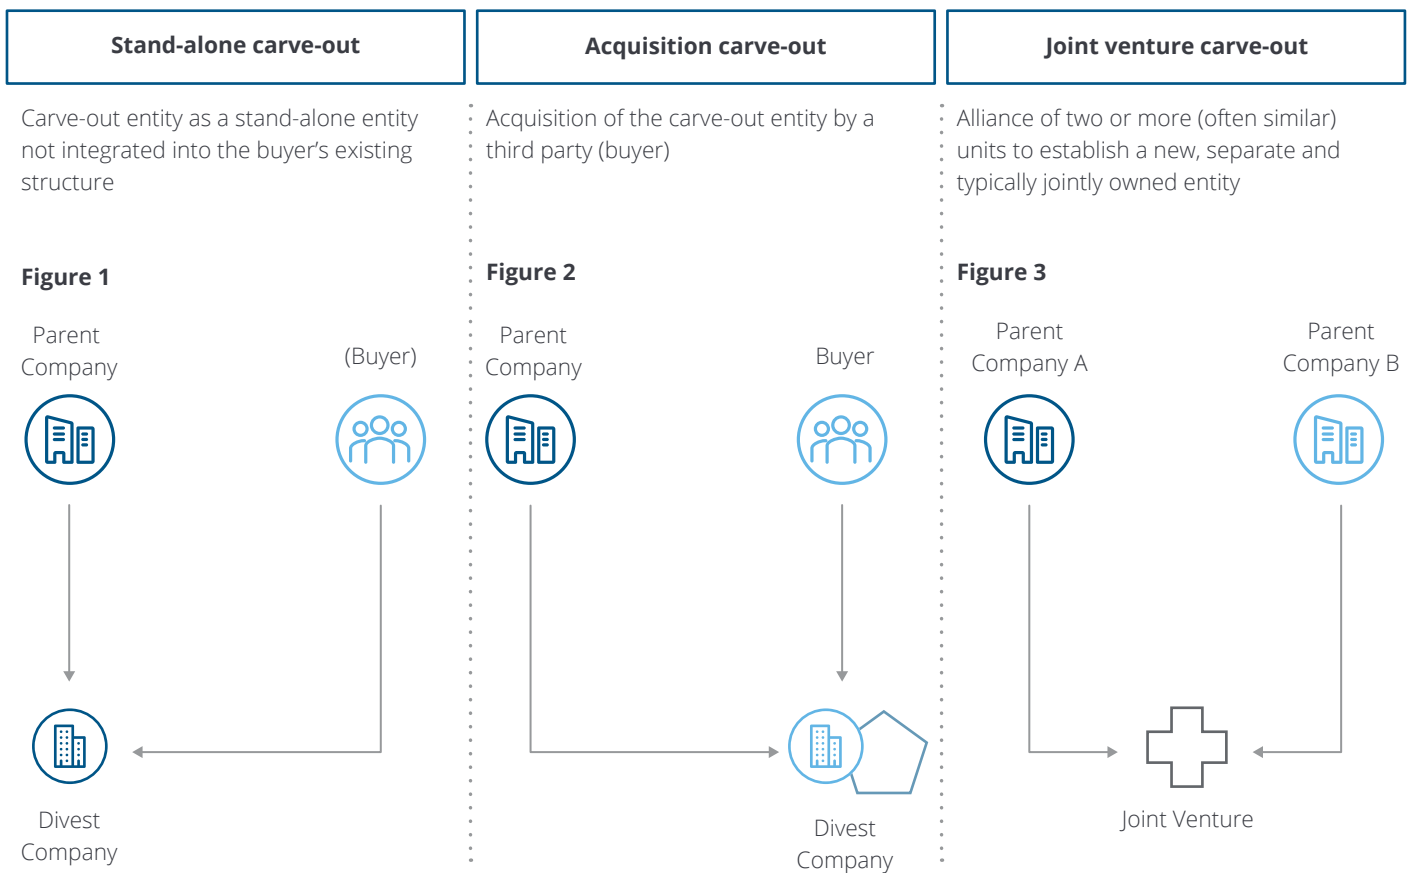 Stand-alone carve-out
Carve-out entity as a stand-alone entity
not integrated into the buyer’s existing
structure
Figure 1
Parent
Company
(Buyer)
Divest
Company
Acquisition carve-out
Acquisition of the carve-out entity by a
third party (buyer)
Figure 2
Parent
Company
Buyer
Divest
Company
Joint venture carve-out
Alliance of two or more (often similar)
units to establish a new, separate and
typically jointly owned entity
Figure 3
Parent
Company A
Parent
Company B
Joint Venture